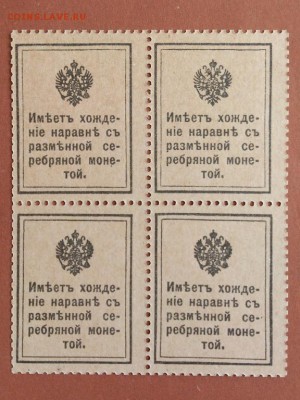 COINS.LAVE.RU
Имѣетъ хожде-
ніе наравнѣ съ
размѣнной се-
ребряной моне-
той.
Имѣетъ хожде-
ніе наравнѣ съ
размѣнной се-
ребряной моне-
той.
Имѣетъ хожде-
ніе наравнѣ съ
размѣнной се-
ребряной моне-
той.
Имѣетъ хожде-
ніе наравнѣ съ
размѣнной се-
ребряной моне-
той.